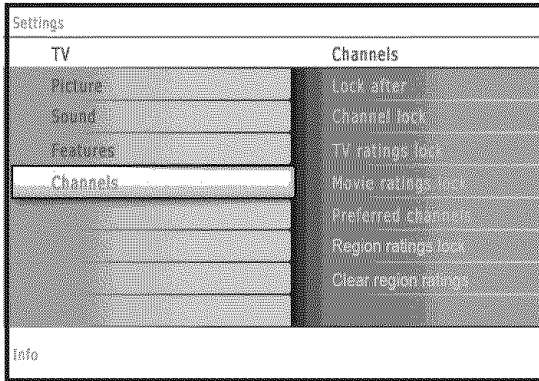 Settings
TV
Channels
Picture
Sound
Features
Channels
Lock after
Channel lock
TV ratings lock
Movie ratings lock
Preferred channels
Region ratings lock
Clear region ratings
Info